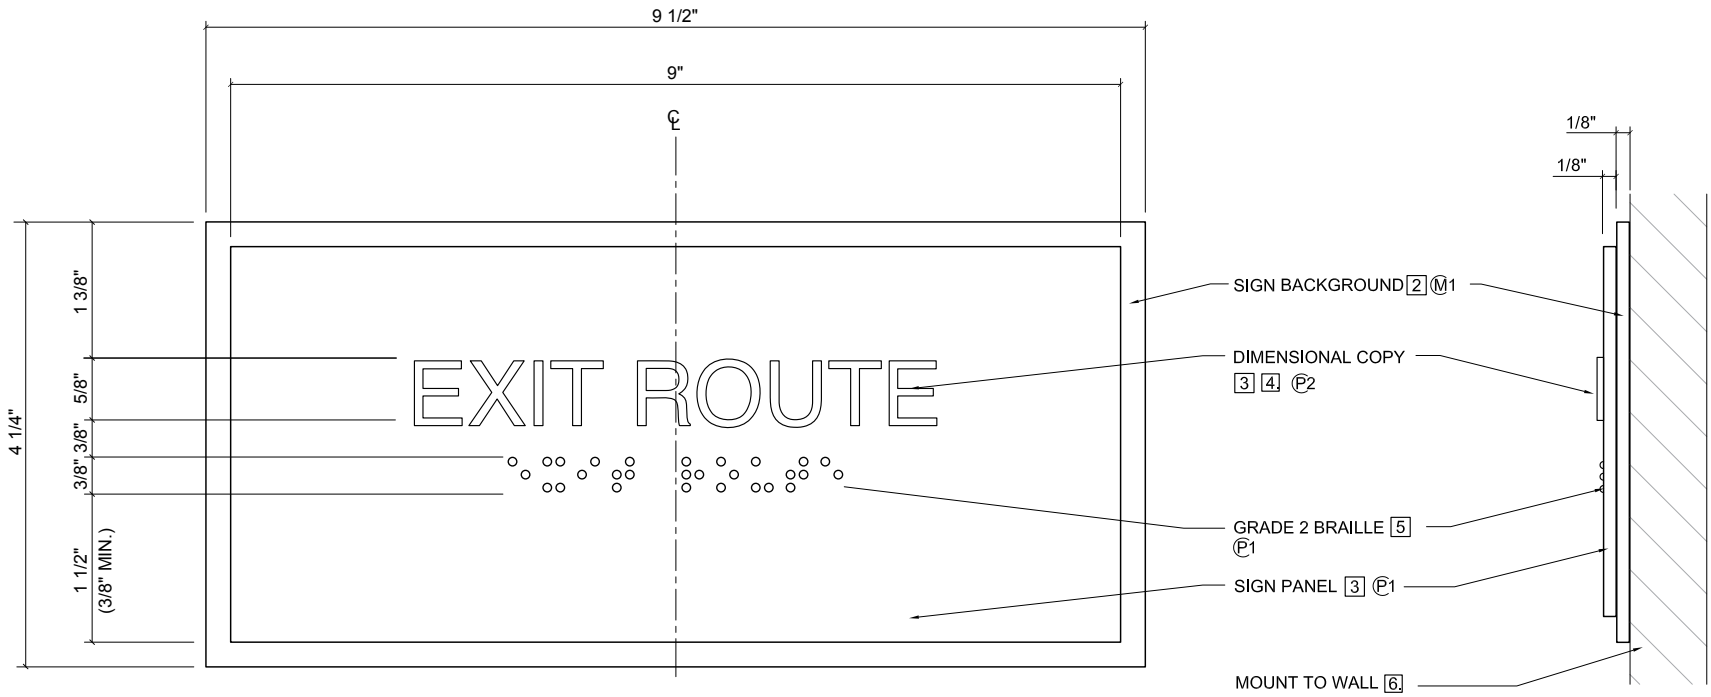 9 1/2"
9"
℄
1/8"
1/8"
1 3/8"
5/8"
3/8"
3/8"
4 1/4"
1 1/2"
(3/8" MIN.)
EXIT ROUTE
⠑⠭⠊⠞ ⠗⠕⠥⠞⠑
SIGN BACKGROUND 2 M1
DIMENSIONAL COPY
3 4. P2
GRADE 2 BRAILLE 5
P1
SIGN PANEL 3 P1
MOUNT TO WALL 6.